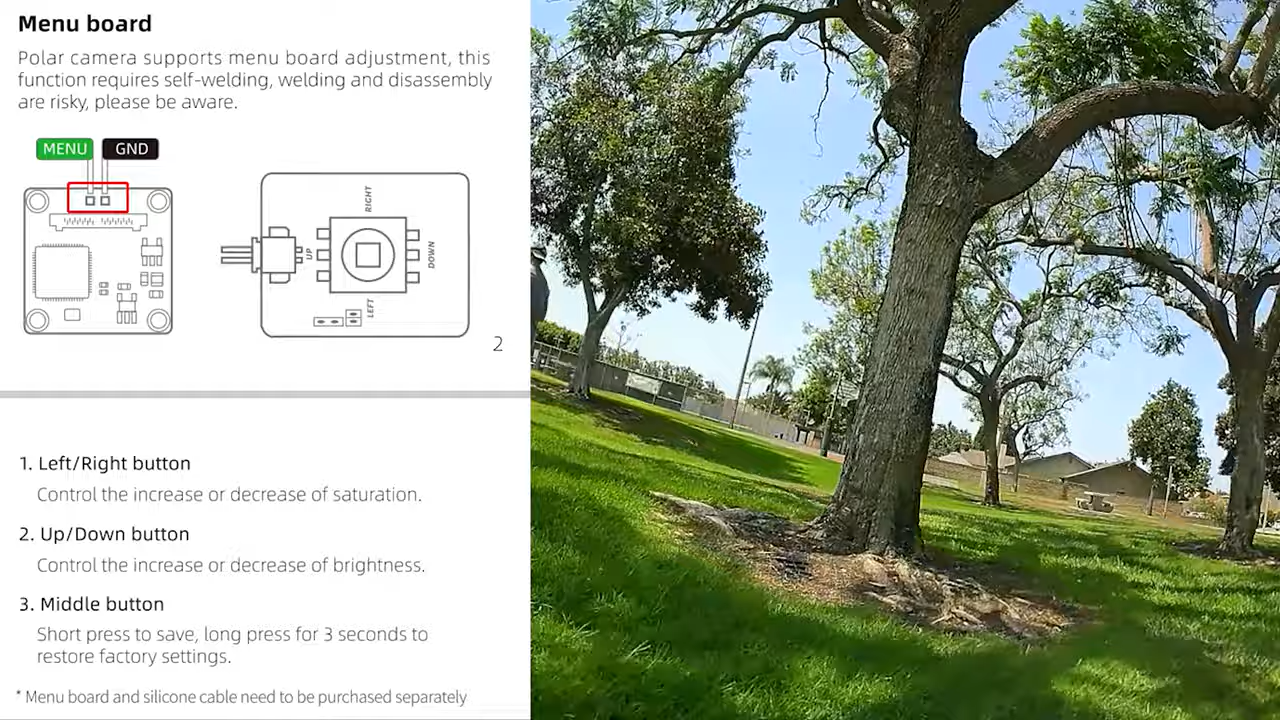 Menu board
Polar camera supports menu board adjustment, this
function requires self-welding, welding and disassembly
are risky, please be aware.
MENU GND
RIGHT
UP
DOWN
LEFT
2
1. Left/Right button
Control the increase or decrease of saturation.
2. Up/Down button
Control the increase or decrease of brightness.
3. Middle button
Short press to save, long press for 3 seconds to
restore factory settings.
* Menu board and silicone cable need to be purchased separately